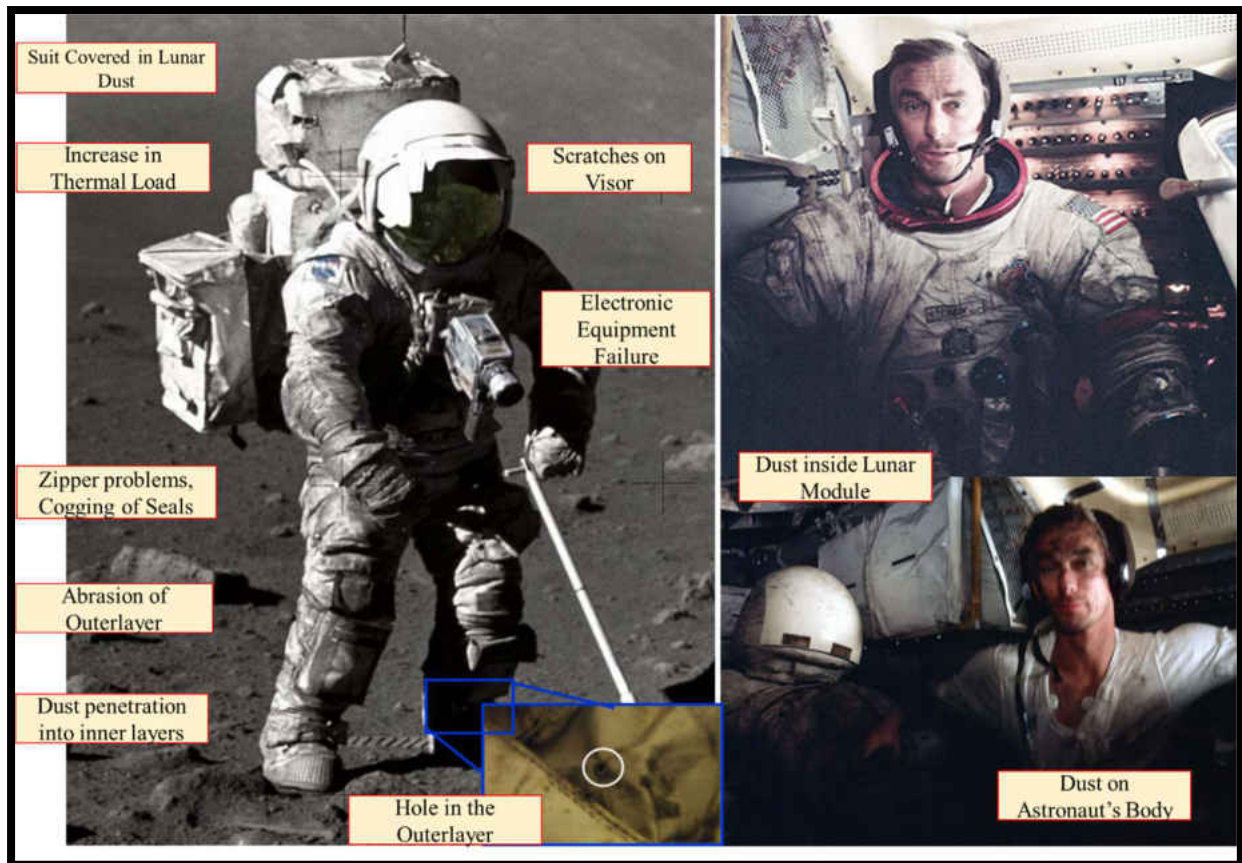 Suit Covered in Lunar
Dust
Increase in
Thermal Load
Scratches on
Visor
Electronic
Equipment
Failure
Zipper problems,
Cogging of Seals
Abrasion of
Outerlayer
Dust penetration
into inner layers
Hole in the
Outerlayer
Dust inside Lunar
Module
Dust on
Astronaut's Body